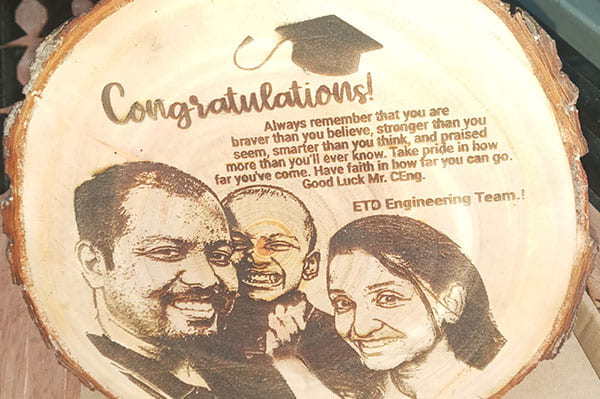 Congratulations!
Always remember that you are
braver than you believe, stronger than you
seem, smarter than you think, and praised
more than you'll ever know. Take pride in how
far you've come. Have faith in how far you can go.
Good Luck Mr. CEng.
ETD Engineering Team.!